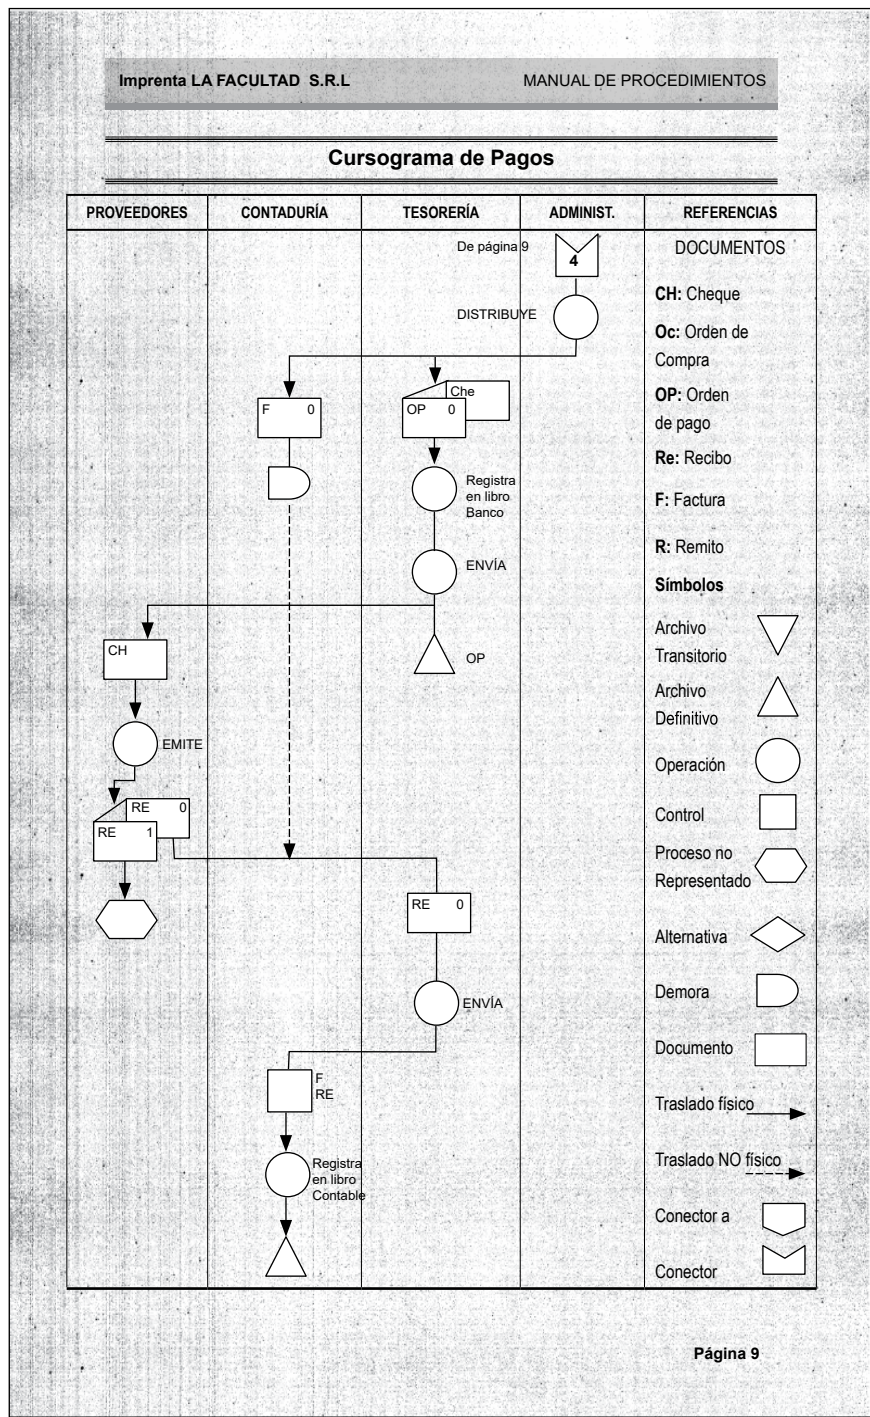 Imprenta LA FACULTAD S.R.L MANUAL DE PROCEDIMIENTOS
Cursograma de Pagos
PROVEEDORES CONTADURÍA TESORERÍA ADMINIST. REFERENCIAS
De página 9
4
DISTRIBUYE
F 0
Che
OP 0
Registra
en libro
Banco
ENVÍA
CH
OP
EMITE
RE 0
RE 1
RE 0
ENVÍA
F
RE
Registra
en libro
Contable
DOCUMENTOS
CH: Cheque
Oc: Orden de
Compra
OP: Orden
de pago
Re: Recibo
F: Factura
R: Remito
Símbolos
Archivo
Transitorio
Archivo
Definitivo
Operación
Control
Proceso no
Representado
Alternativa
Demora
Documento
Traslado físico
Traslado NO físico
Conector a
Conector
Página 9